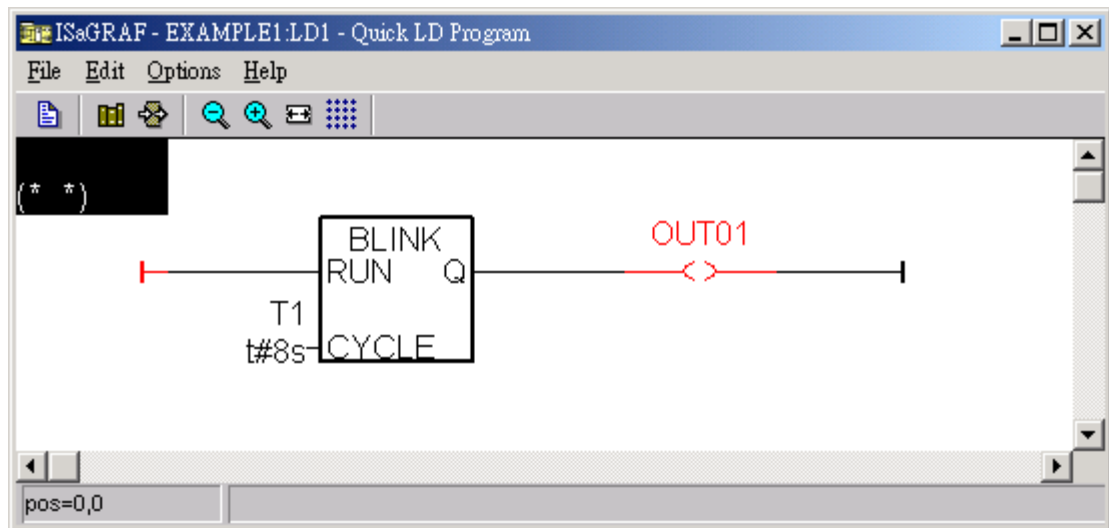 ISaGRAF - EXAMPLE1:LD1 - Quick LD Program
File Edit Options Help
(* *)
BLINK
OUT01
RUN Q
T1
t#8s CYCLE
pos=0,0